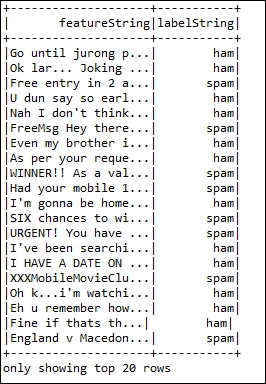 +--------------------+-----------+
|       featureString|labelString|
+--------------------+-----------+
|Go until jurong p...|        ham|
|Ok lar... Joking ...|        ham|
|Free entry in 2 a...|       spam|
|U dun say so earl...|        ham|
|Nah I don't think...|        ham|
|FreeMsg Hey there...|       spam|
|Even my brother i...|        ham|
|As per your reque...|        ham|
|WINNER!! As a val...|       spam|
|Had your mobile 1...|       spam|
|I'm gonna be home...|        ham|
|SIX chances to wi...|       spam|
|URGENT! You have ...|       spam|
|I've been searchi...|        ham|
|I HAVE A DATE ON ...|        ham|
|XXXMobileMovieClu...|       spam|
|Oh k...i'm watchi...|        ham|
|Eh u remember how...|        ham|
|Fine if thats th...|        ham|
|England v Macedon...|       spam|
+--------------------+-----------+
only showing top 20 rows